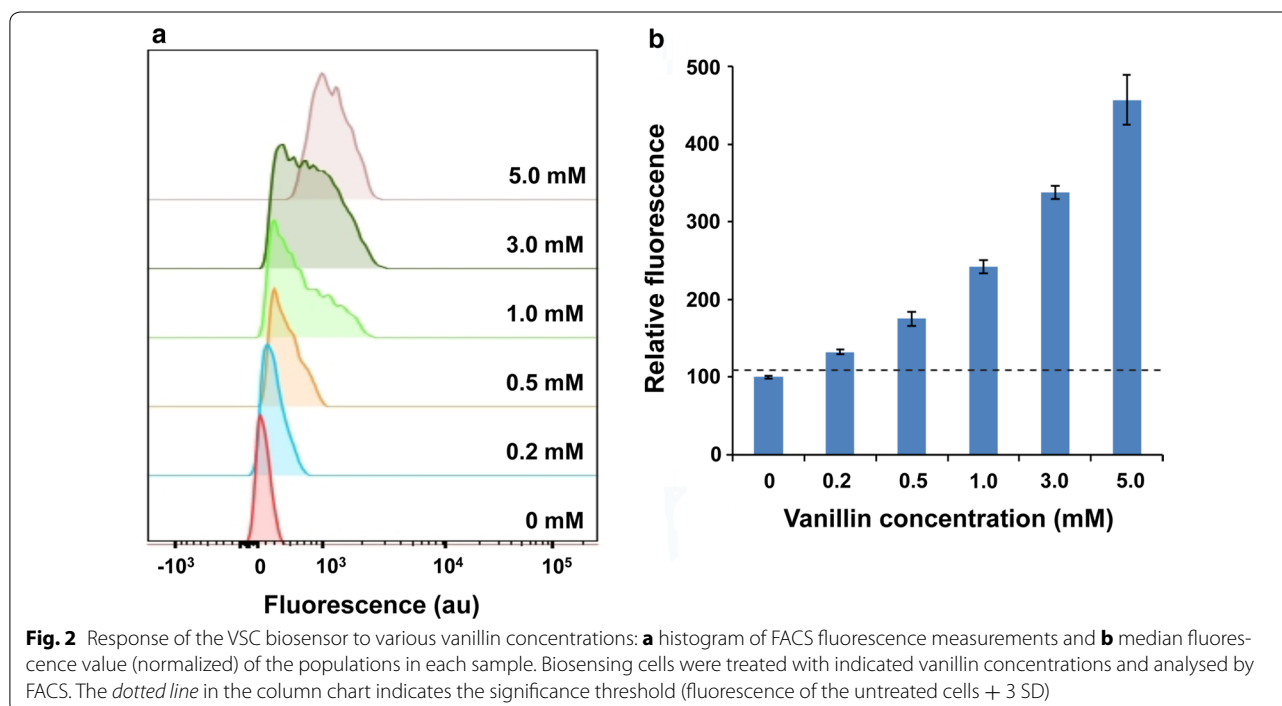 a
5.0 mM
3.0 mM
1.0 mM
0.5 mM
0.2 mM
0 mM
-10³ 0 10³ 10⁴ 10⁵
Fluorescence (au)
b
Relative fluorescence
500
400
300
200
100
0
0 0.2 0.5 1.0 3.0 5.0
Vanillin concentration (mM)
Fig. 2 Response of the VSC biosensor to various vanillin concentrations: a histogram of FACS fluorescence measurements and b median fluores-
cence value (normalized) of the populations in each sample. Biosensing cells were treated with indicated vanillin concentrations and analysed by
FACS. The dotted line in the column chart indicates the significance threshold (fluorescence of the untreated cells + 3 SD)